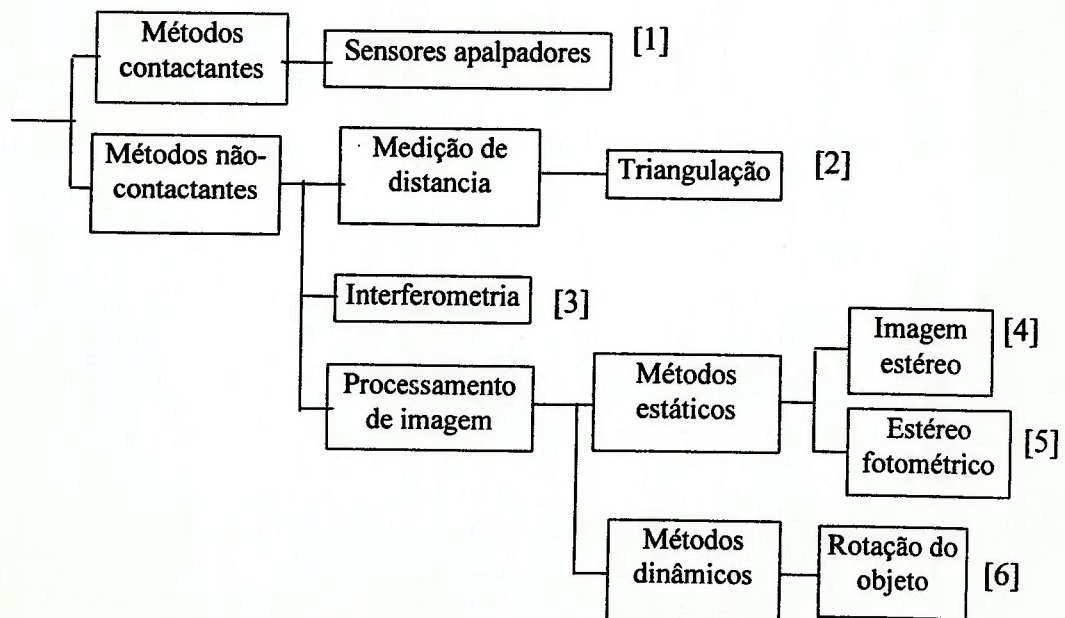 Métodos
contactantes
Sensores apalpadores
[1]
Métodos não-
contactantes
Medição de
distancia
Triangulação
[2]
Interferometria
[3]
Processamento
de imagem
Métodos
estáticos
Imagem
estéreo
[4]
Estéreo
fotométrico
[5]
Métodos
dinâmicos
Rotação do
objeto
[6]